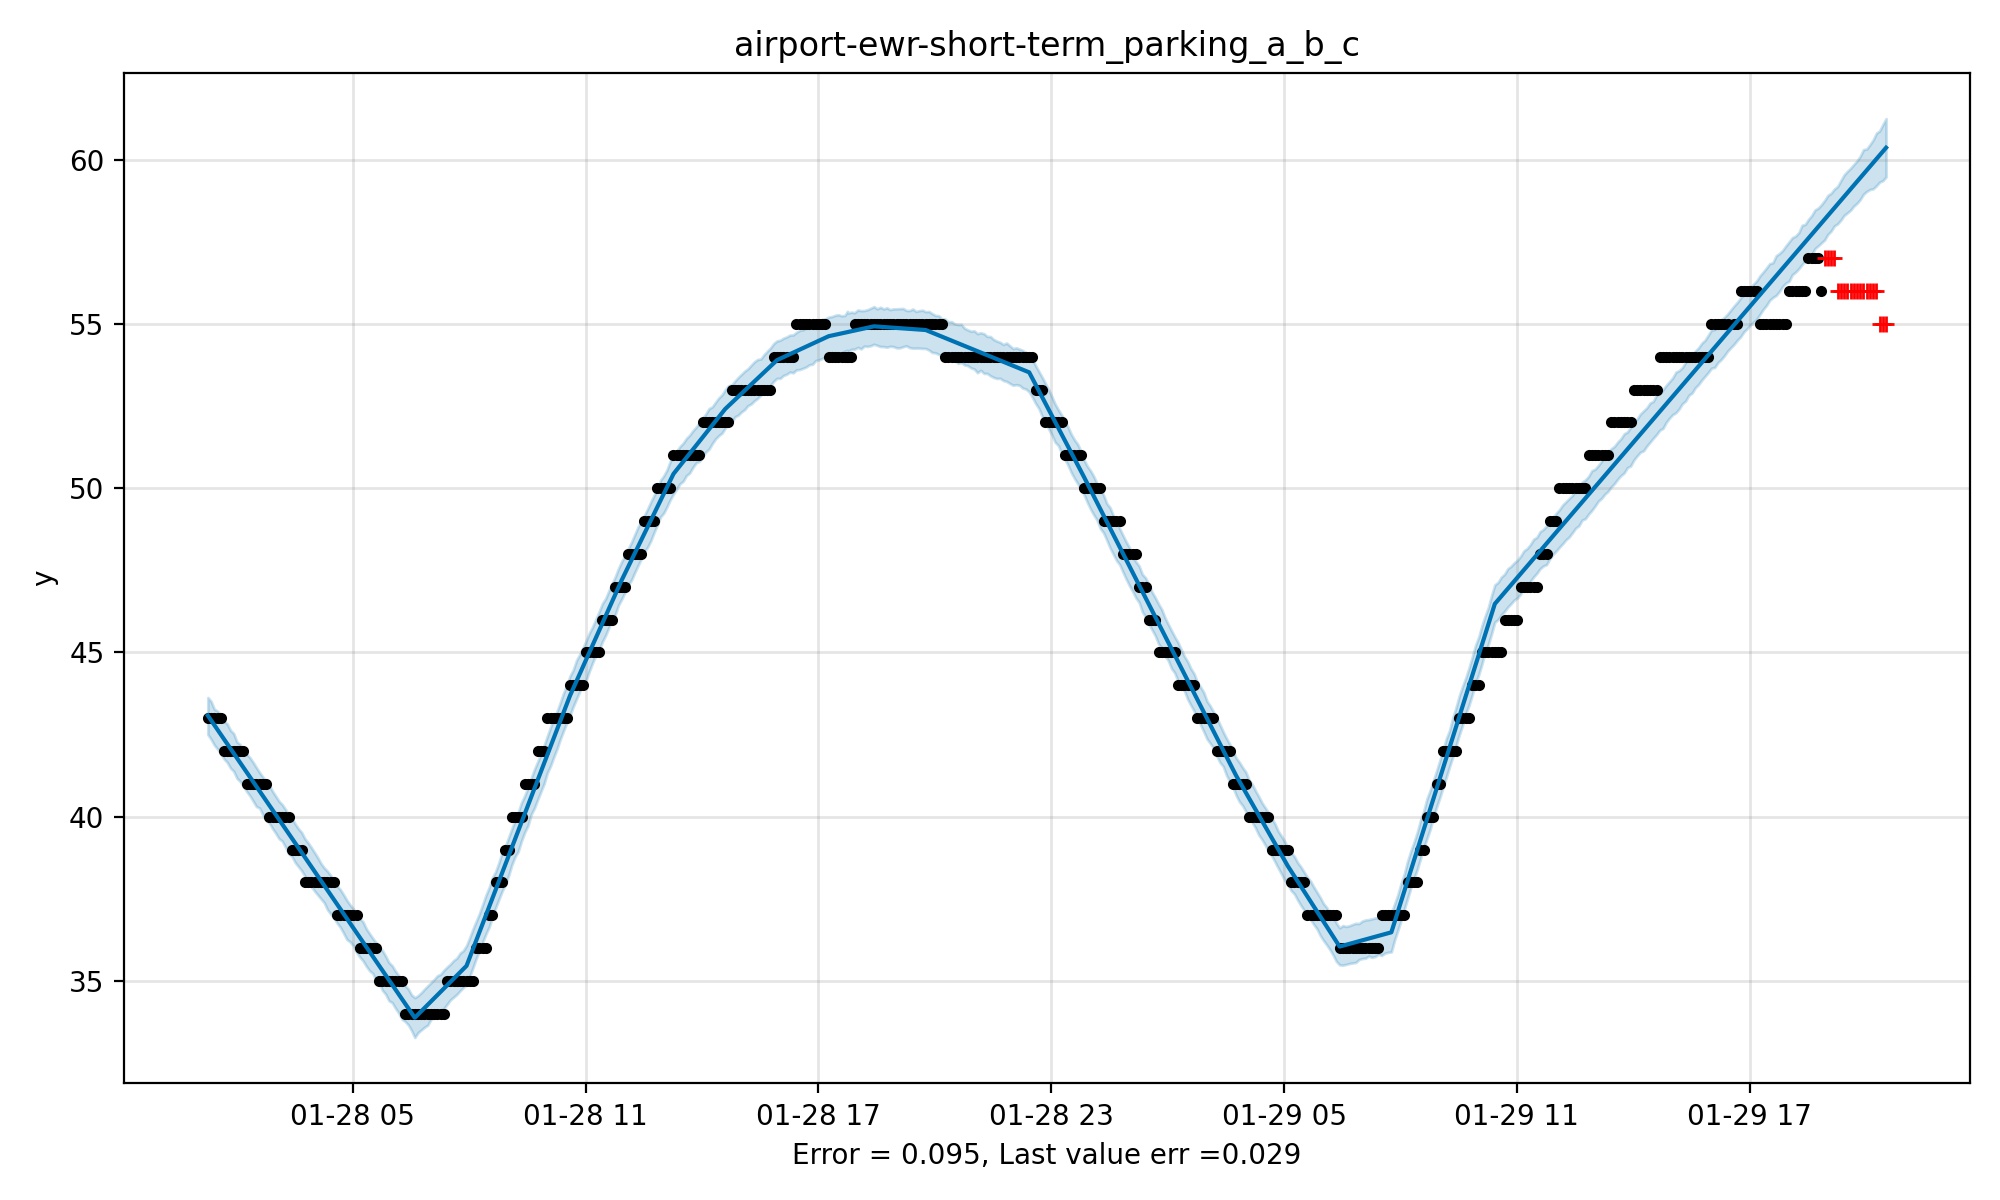 airport-ewr-short-term_parking_a_b_c
60
55
50
45
40
35
y
01-28 05 01-28 11 01-28 17 01-28 23 01-29 05 01-29 11 01-29 17
Error = 0.095, Last value err =0.029